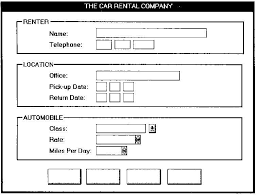 THE CAR RENTAL COMPANY
RENTER
Name:
Telephone:
LOCATION
Office:
Pick-up Date:
Return Date:
AUTOMOBILE
Class:
Rate:
Miles Per Day: